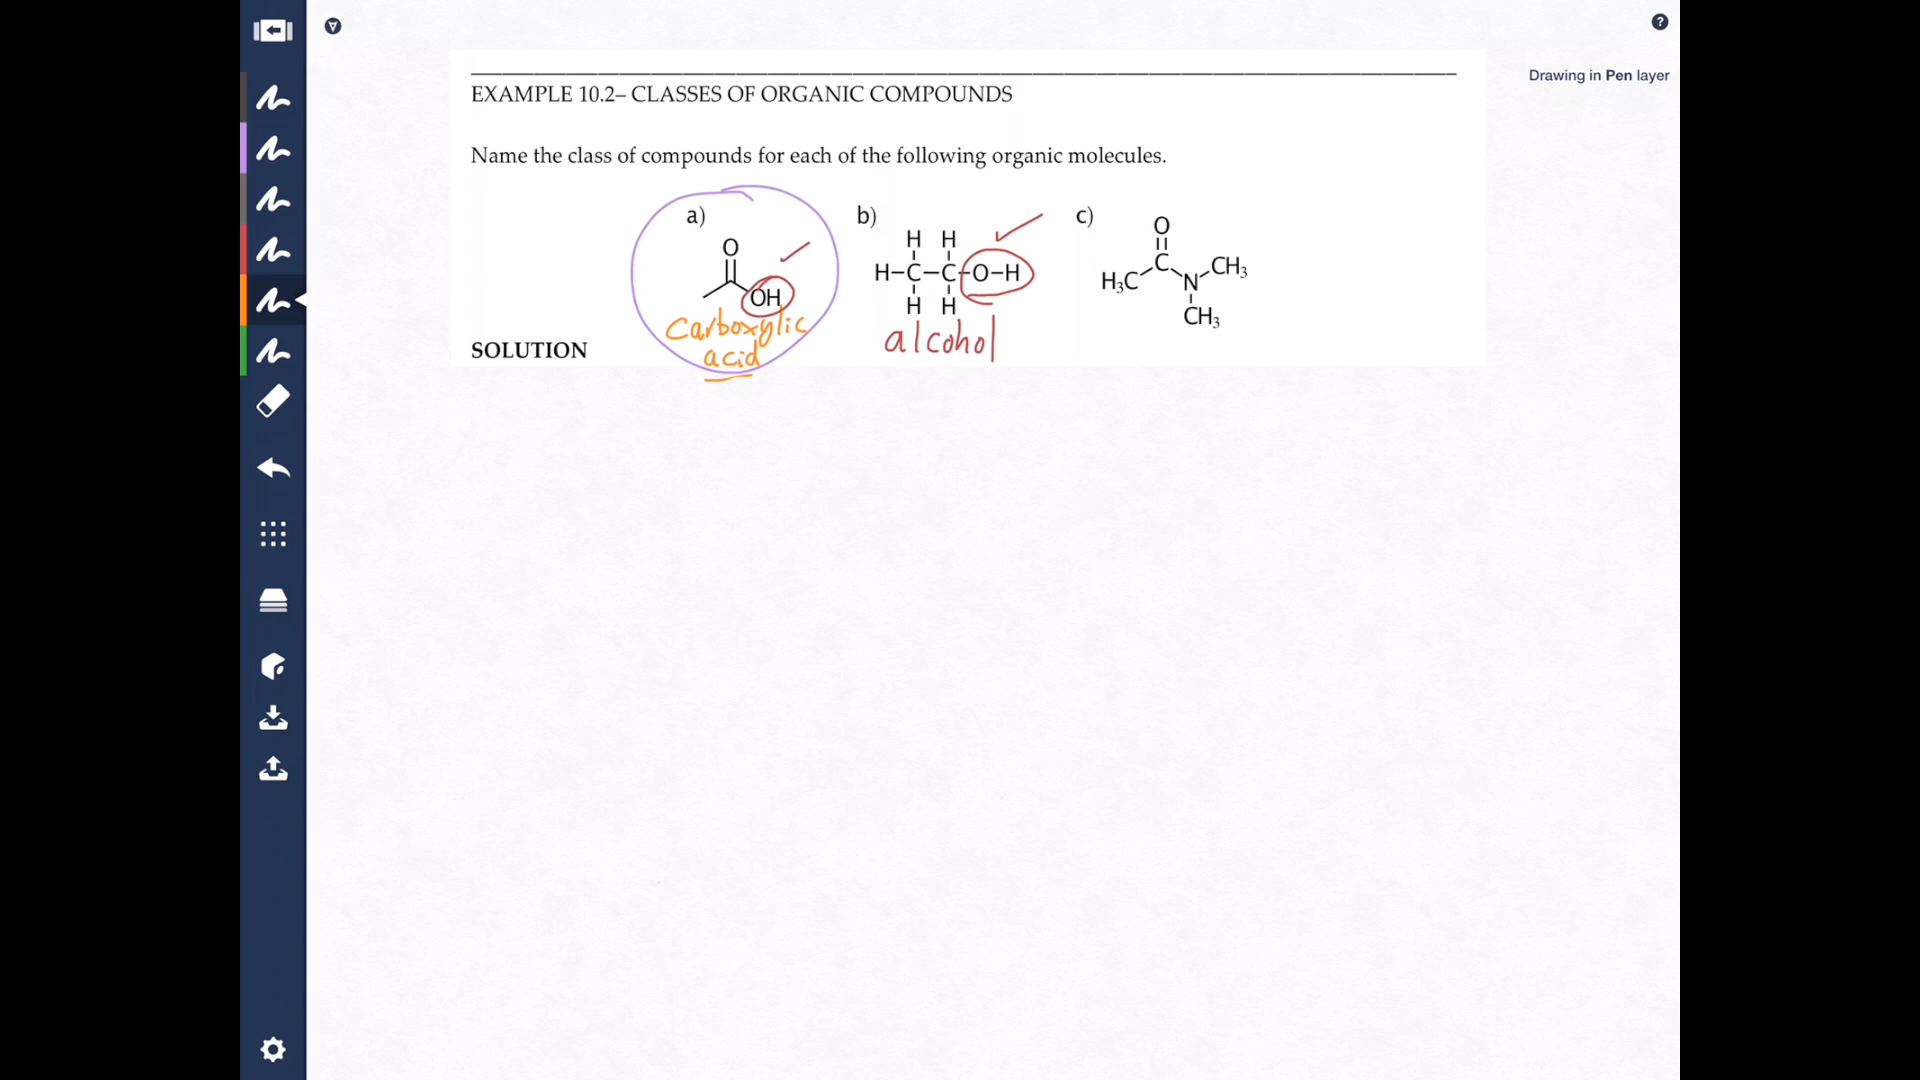 Drawing in Pen layer
EXAMPLE 10.2– CLASSES OF ORGANIC COMPOUNDS
Name the class of compounds for each of the following organic molecules.
a)
O
OH
Carboxylic
acid
b)
H H
H–C–C–O–H
H H
alcohol
c)
O
H₃C C N CH₃
CH₃
SOLUTION
?